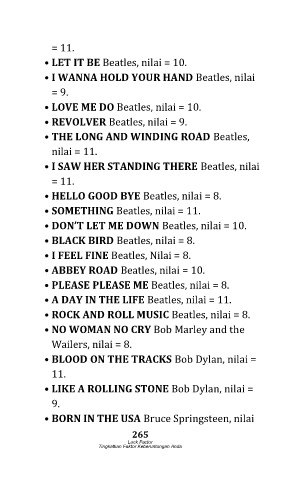 = 11.
• LET IT BE Beatles, nilai = 10.
• I WANNA HOLD YOUR HAND Beatles, nilai
= 9.
• LOVE ME DO Beatles, nilai = 10.
• REVOLVER Beatles, nilai = 9.
• THE LONG AND WINDING ROAD Beatles,
nilai = 11.
• I SAW HER STANDING THERE Beatles, nilai
= 11.
• HELLO GOOD BYE Beatles, nilai = 8.
• SOMETHING Beatles, nilai = 11.
• DON'T LET ME DOWN Beatles, nilai = 10.
• BLACK BIRD Beatles, nilai = 8.
• I FEEL FINE Beatles, Nilai = 8.
• ABBEY ROAD Beatles, nilai = 10.
• PLEASE PLEASE ME Beatles, nilai = 8.
• A DAY IN THE LIFE Beatles, nilai = 11.
• ROCK AND ROLL MUSIC Beatles, nilai = 8.
• NO WOMAN NO CRY Bob Marley and the
Wailers, nilai = 8.
• BLOOD ON THE TRACKS Bob Dylan, nilai =
11.
• LIKE A ROLLING STONE Bob Dylan, nilai =
9.
• BORN IN THE USA Bruce Springsteen, nilai
265
Luck Factor
Tingkatkan Faktor Keberuntungan Anda